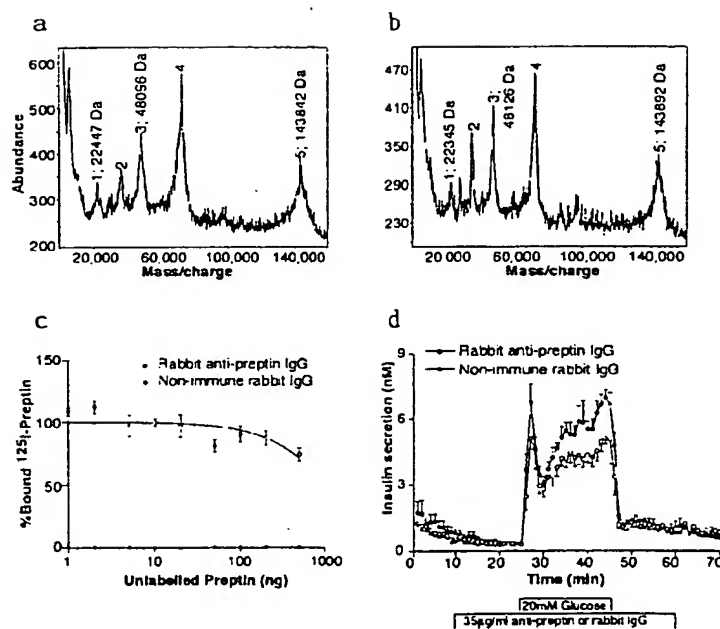 a
600
500
400
300
200
Abundance
1; 22447 Da
2
3; 48096 Da
4
5; 143842 Da
20,000
60,000
100,000
140,000
Mass/charge
b
470
410
350
290
230
1; 22345 Da
2
3;
48126 Da
4
5; 143892 Da
20 000
60,000
100,000
140,000
Mass/charge
c
150
100
50
0
%Bound 125I-Preptin
Rabbit anti-preptin IgG
Non-immune rabbit IgG
1
10
100
1000
Unlabelled Preptin (ng)
d
9
6
3
0
Insulin secretion (nM)
Rabbit anti-preptin IgG
Non-immune rabbit IgG
0
10
20
30
40
50
60
70
Time (min)
20mM Glucose
35µg/ml anti-preptin or rabbit IgG